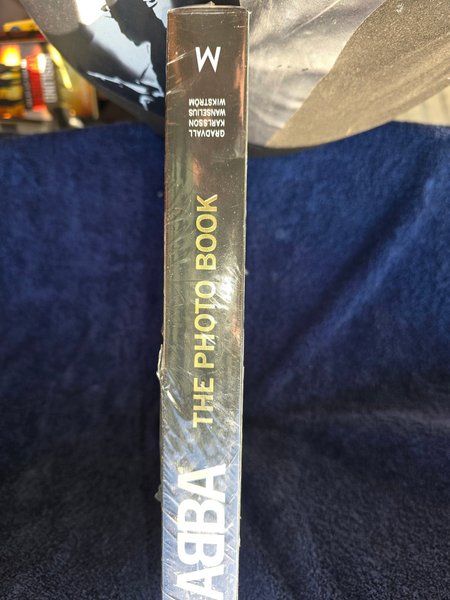 ABBA
THE PHOTO BOOK
GRADVALL
KARLSSON
WANSELIUS
WIKSTRÖM
M